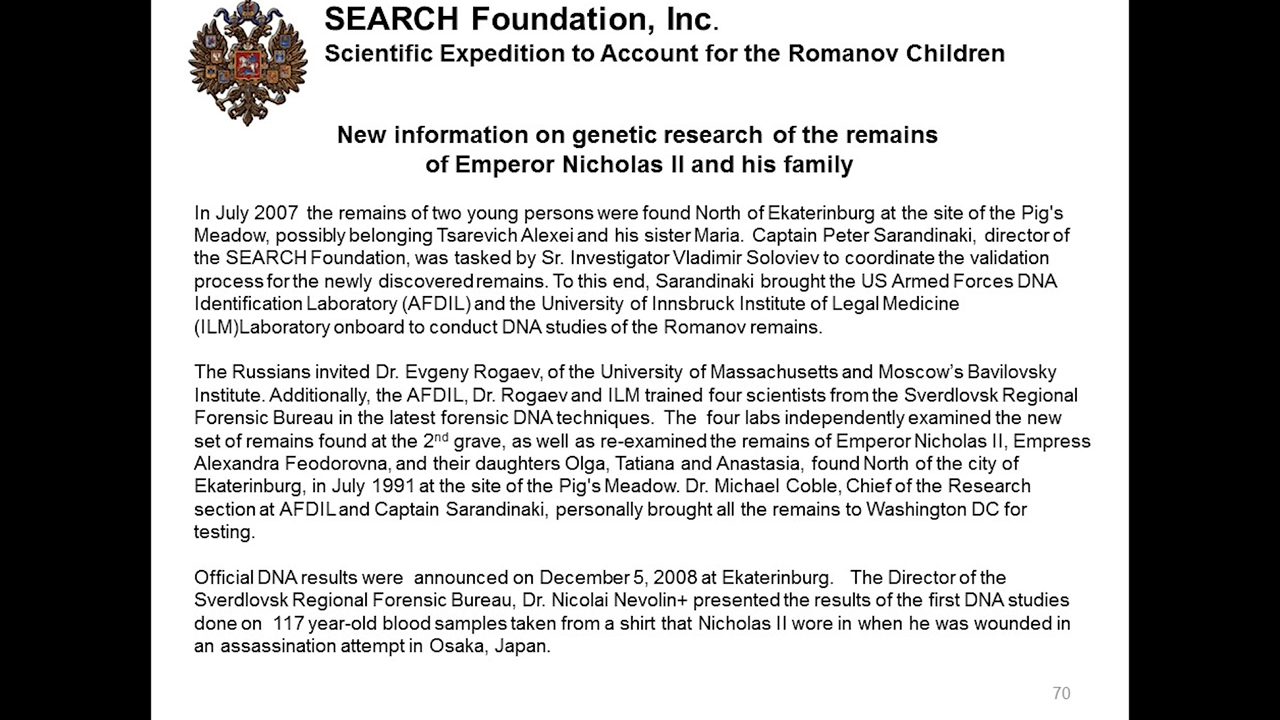 SEARCH Foundation, Inc.
Scientific Expedition to Account for the Romanov Children
New information on genetic research of the remains
of Emperor Nicholas II and his family
In July 2007 the remains of two young persons were found North of Ekaterinburg at the site of the Pig's
Meadow, possibly belonging Tsarevich Alexei and his sister Maria. Captain Peter Sarandinaki, director of
the SEARCH Foundation, was tasked by Sr. Investigator Vladimir Soloviev to coordinate the validation
process for the newly discovered remains. To this end, Sarandinaki brought the US Armed Forces DNA
Identification Laboratory (AFDIL) and the University of Innsbruck Institute of Legal Medicine
(ILM)Laboratory onboard to conduct DNA studies of the Romanov remains.
The Russians invited Dr. Evgeny Rogaev, of the University of Massachusetts and Moscow’s Bavilovsky
Institute. Additionally, the AFDIL, Dr. Rogaev and ILM trained four scientists from the Sverdlovsk Regional
Forensic Bureau in the latest forensic DNA techniques. The four labs independently examined the new
set of remains found at the 2nd grave, as well as re-examined the remains of Emperor Nicholas II, Empress
Alexandra Feodorovna, and their daughters Olga, Tatiana and Anastasia, found North of the city of
Ekaterinburg, in July 1991 at the site of the Pig's Meadow. Dr. Michael Coble, Chief of the Research
section at AFDIL and Captain Sarandinaki, personally brought all the remains to Washington DC for
testing.
Official DNA results were announced on December 5, 2008 at Ekaterinburg. The Director of the
Sverdlovsk Regional Forensic Bureau, Dr. Nicolai Nevolin+ presented the results of the first DNA studies
done on 117 year-old blood samples taken from a shirt that Nicholas II wore in when he was wounded in
an assassination attempt in Osaka, Japan.
70